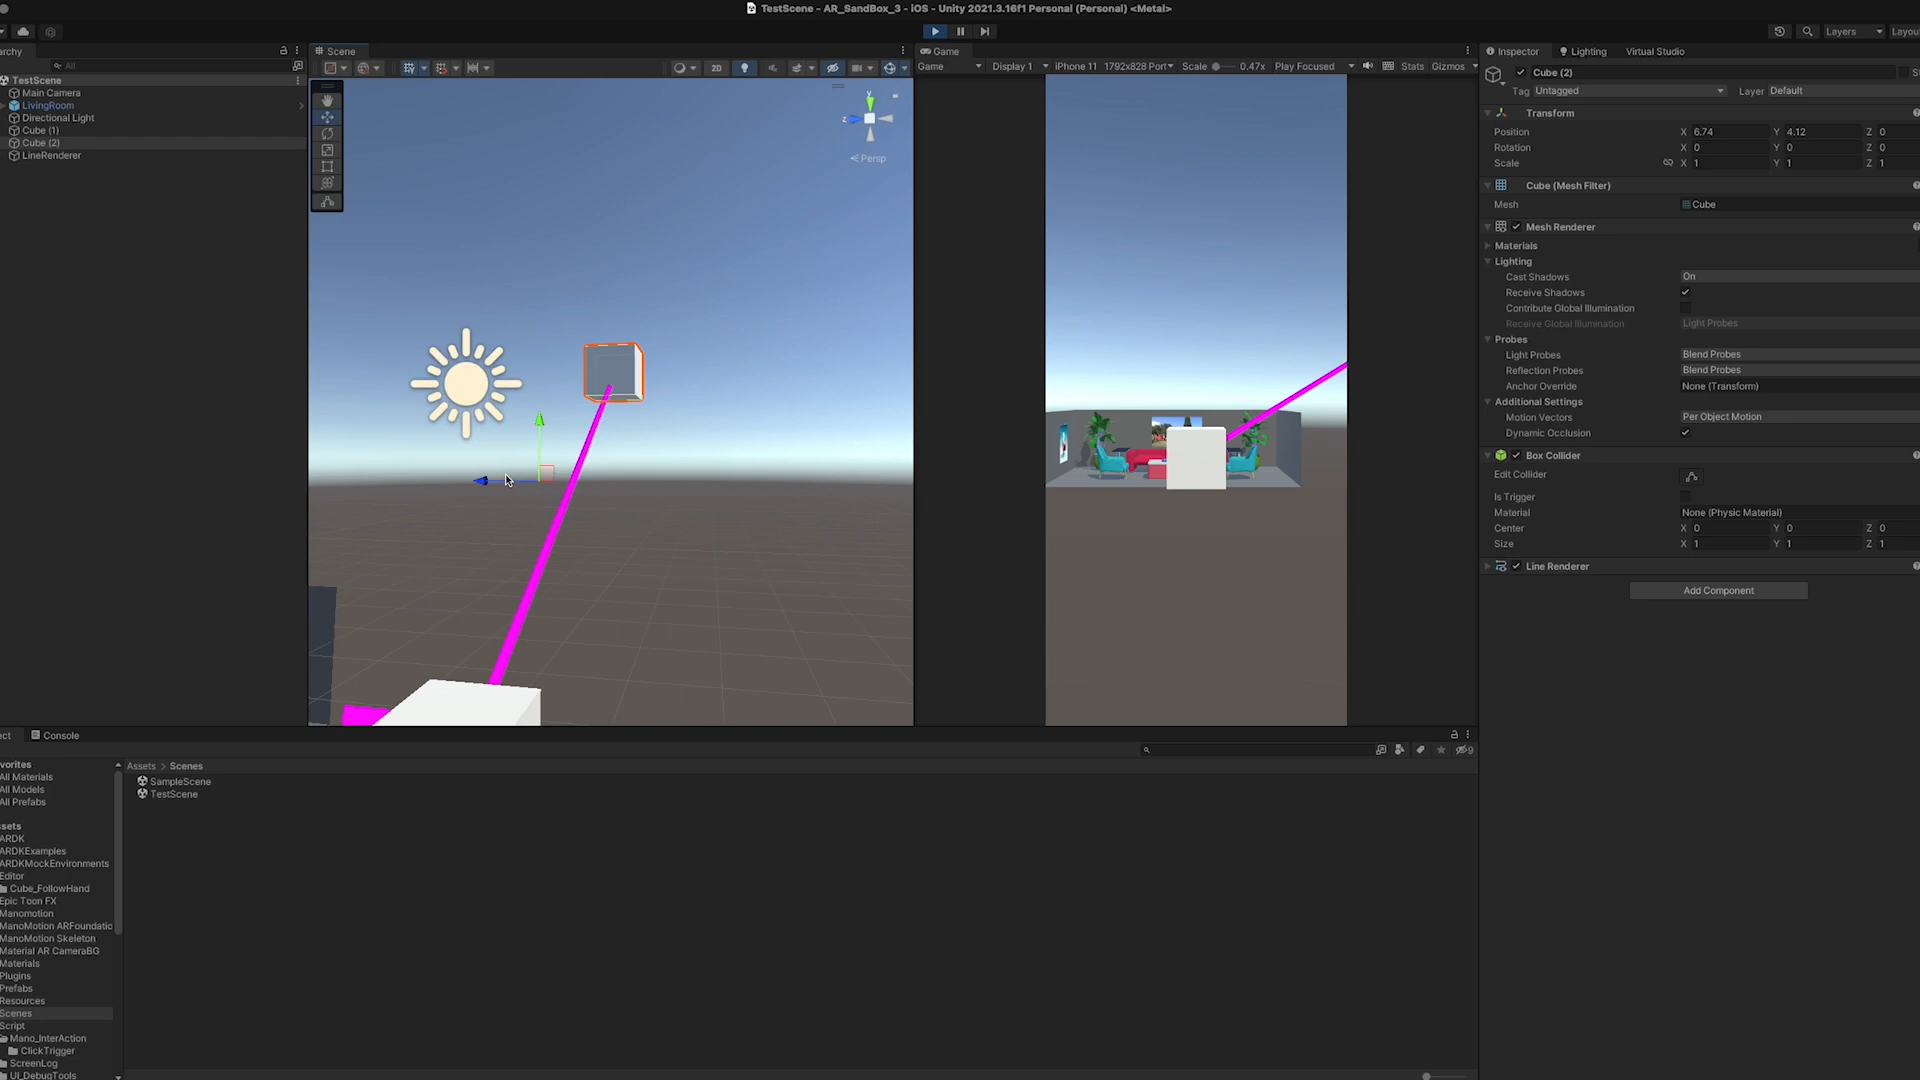 TestScene - AR_SandBox_3 - iOS - Unity 2021.3.16f1 Personal (Personal) <Metal>
Layers
Layou
archy
All
TestScene
Main Camera
LivingRoom
Directional Light
Cube (1)
Cube (2)
LineRenderer
Scene
2D
y
z
Persp
Game
Game
Display 1
iPhone 11 1792x828 Port
Scale
0.47x
Play Focused
Stats
Gizmos
Inspector
Lighting
Virtual Studio
Cube (2)
St
Tag Untagged
Layer Default
Transform
Position X 6.74 Y 4.12 Z 0
Rotation X 0 Y 0 Z 0
Scale X 1 Y 1 Z 1
Cube (Mesh Filter)
Mesh Cube
Mesh Renderer
Materials
Lighting
Cast Shadows On
Receive Shadows
Contribute Global Illumination
Receive Global Illumination Light Probes
Probes
Light Probes Blend Probes
Reflection Probes Blend Probes
Anchor Override None (Transform)
Additional Settings
Motion Vectors Per Object Motion
Dynamic Occlusion
Box Collider
Edit Collider
Is Trigger
Material None (Physic Material)
Center X 0 Y 0 Z 0
Size X 1 Y 1 Z 1
Line Renderer
Add Component
ect
Console
9
vorites
All Materials
All Models
All Prefabs
ssets
ARDK
ARDKExamples
ARDKMockEnvironments
Editor
Cube_FollowHand
Epic Toon FX
Manomotion
ManoMotion ARFoundatio
ManoMotion Skeleton
Material AR CameraBG
Materials
Plugins
Prefabs
Resources
Scenes
Script
Mano_InterAction
ClickTrigger
ScreenLog
UI_DebugTools
Assets > Scenes
SampleScene
TestScene